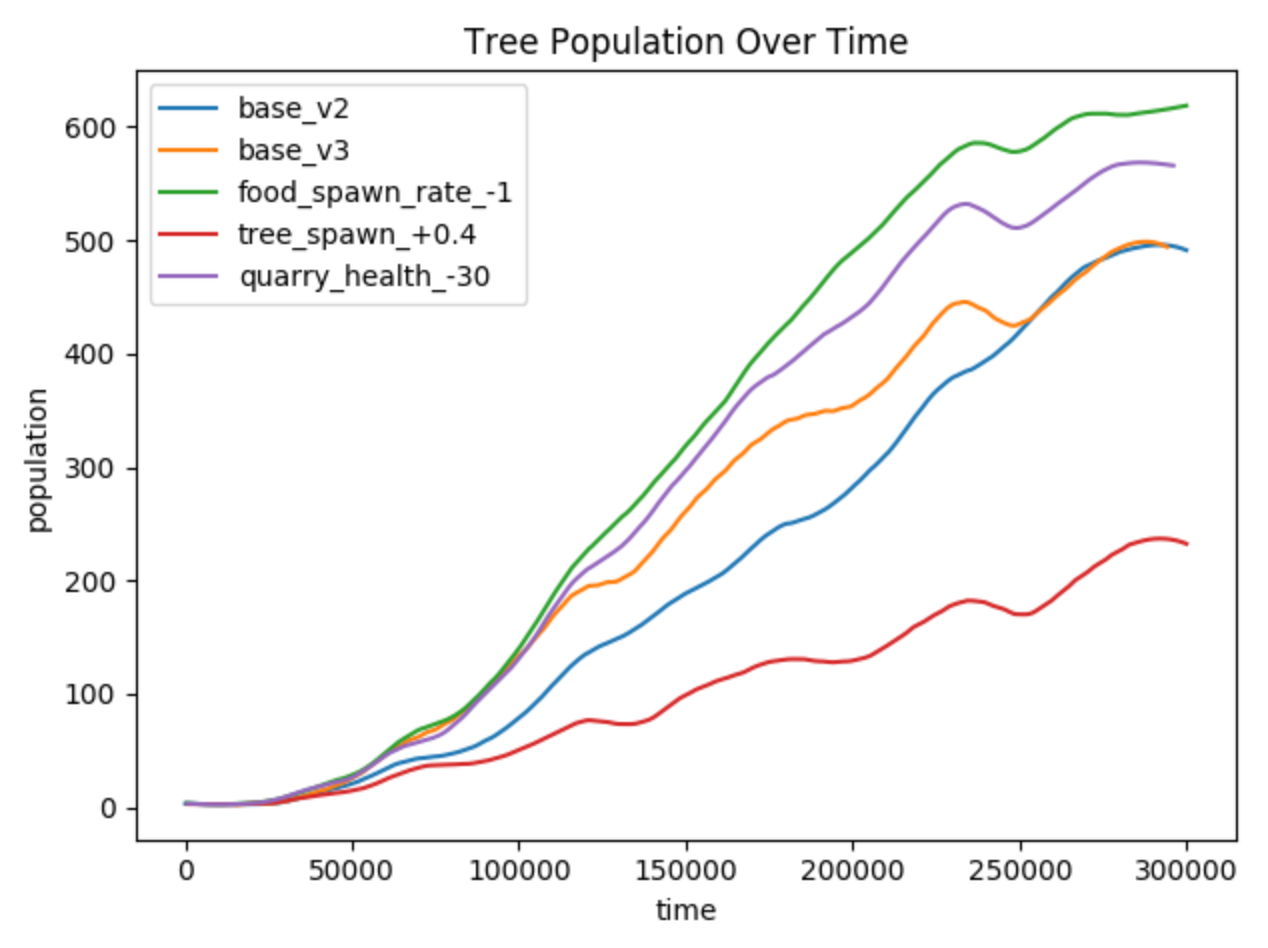 Tree Population Over Time
base_v2
base_v3
food_spawn_rate_-1
tree_spawn_+0.4
quarry_health_-30
600
500
400
300
200
100
0
population
0 50000 100000 150000 200000 250000 300000
time